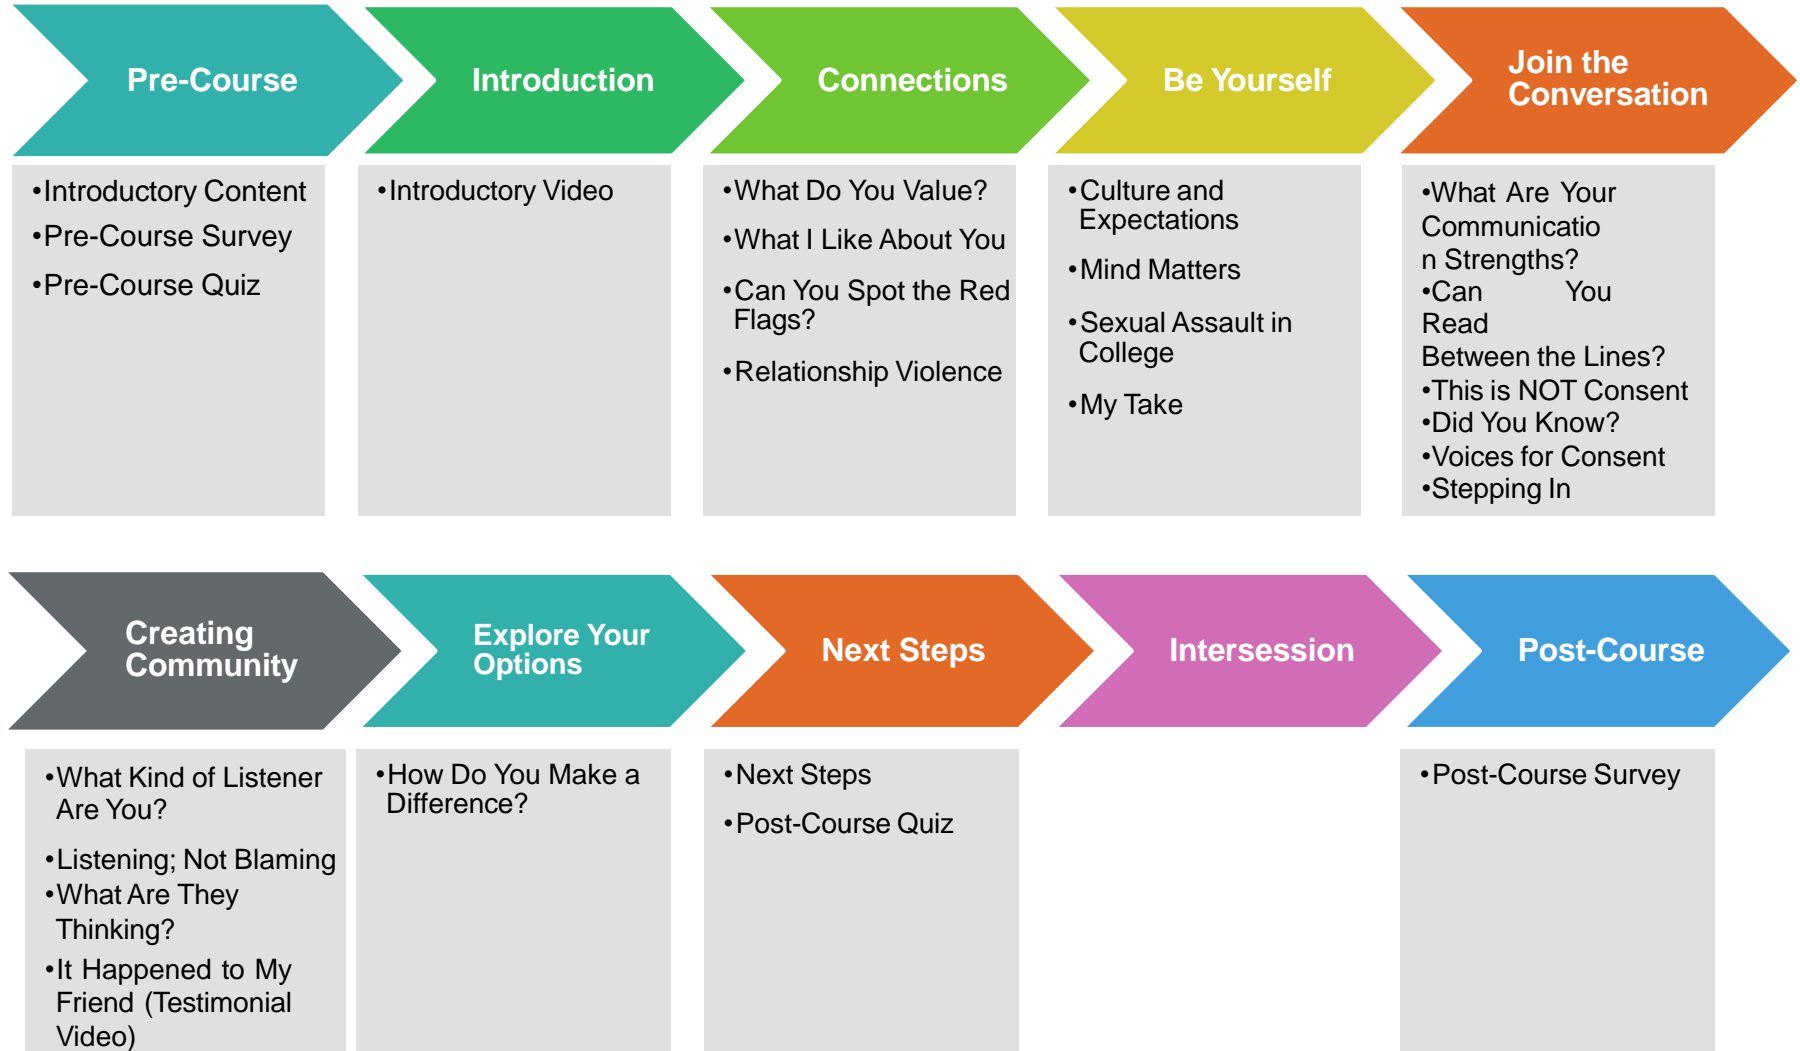 Pre-Course
Introduction
Connections
Be Yourself
Join the
Conversation
•Introductory Content
•Pre-Course Survey
•Pre-Course Quiz
•Introductory Video
•What Do You Value?
•What I Like About You
•Can You Spot the Red
Flags?
•Relationship Violence
•Culture and
Expectations
•Mind Matters
•Sexual Assault in
College
•My Take
•What Are Your
Communicatio
n Strengths?
•Can You
Read
Between the Lines?
•This is NOT Consent
•Did You Know?
•Voices for Consent
•Stepping In
Creating
Community
Explore Your
Options
Next Steps
Intersession
Post-Course
•What Kind of Listener
Are You?
•Listening; Not Blaming
•What Are They
Thinking?
•It Happened to My
Friend (Testimonial
Video)
•How Do You Make a
Difference?
•Next Steps
•Post-Course Quiz
•Post-Course Survey